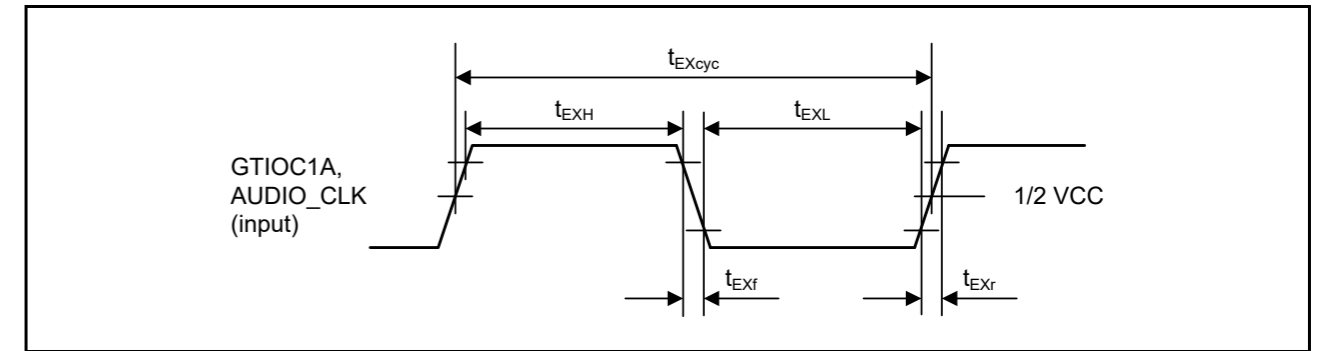 tEXcyc
tEXH
tEXL
GTIOC1A,
AUDIO_CLK
(input)
1/2 VCC
tEXf
tEXr